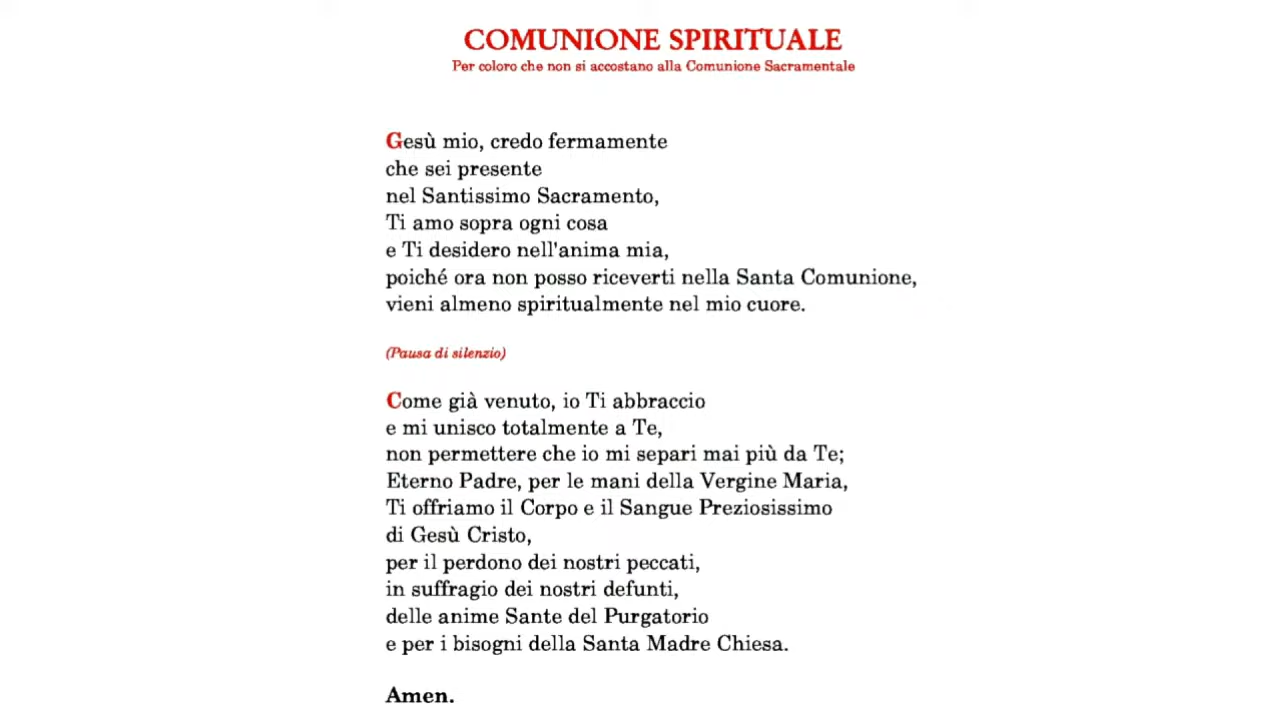 COMUNIONE SPIRITUALE
Per coloro che non si accostano alla Comunione Sacramentale
Gesù mio, credo fermamente
che sei presente
nel Santissimo Sacramento,
Ti amo sopra ogni cosa
e Ti desidero nell'anima mia,
poiché ora non posso riceverti nella Santa Comunione,
vieni almeno spiritualmente nel mio cuore.
(Pausa di silenzio)
Come già venuto, io Ti abbraccio
e mi unisco totalmente a Te,
non permettere che io mi separi mai più da Te;
Eterno Padre, per le mani della Vergine Maria,
Ti offriamo il Corpo e il Sangue Preziosissimo
di Gesù Cristo,
per il perdono dei nostri peccati,
in suffragio dei nostri defunti,
delle anime Sante del Purgatorio
e per i bisogni della Santa Madre Chiesa.
Amen.